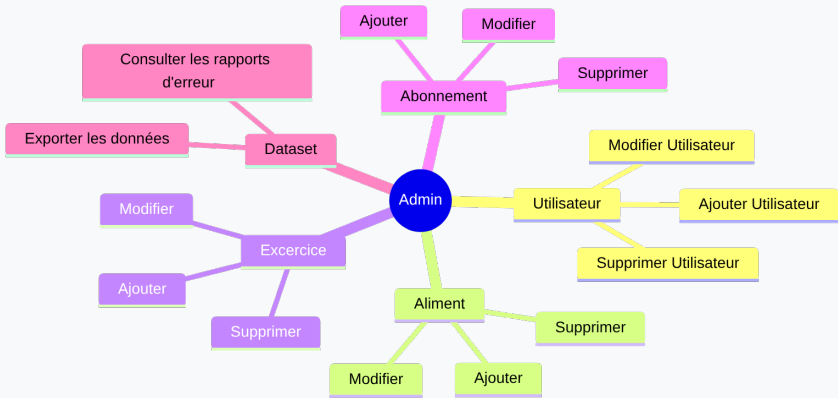 Ajouter
Modifier
Supprimer
Abonnement
Consulter les rapports
d'erreur
Exporter les données
Dataset
Admin
Utilisateur
Modifier Utilisateur
Ajouter Utilisateur
Supprimer Utilisateur
Modifier
Ajouter
Supprimer
Excercice
Aliment
Supprimer
Modifier
Ajouter